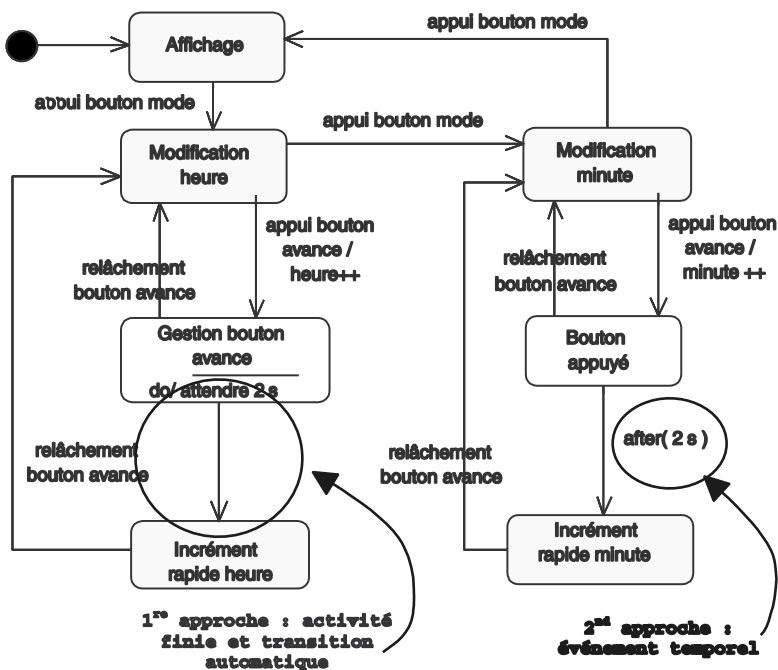 appui bouton mode
Affichage
appui bouton mode
appui bouton mode
Modification
heure
Modification
minute
appui bouton
avance /
heure++
appui bouton
avance /
minute ++
relâchement
bouton avance
relâchement
bouton avance
Gestion bouton
avance
do/ attendre 2 s
Bouton
appuyé
after( 2 s )
relâchement
bouton avance
relâchement
bouton avance
Incrément
rapide heure
Incrément
rapide minute
1re approche : activité
finie et transition
automatique
2nd approche :
événement temporel